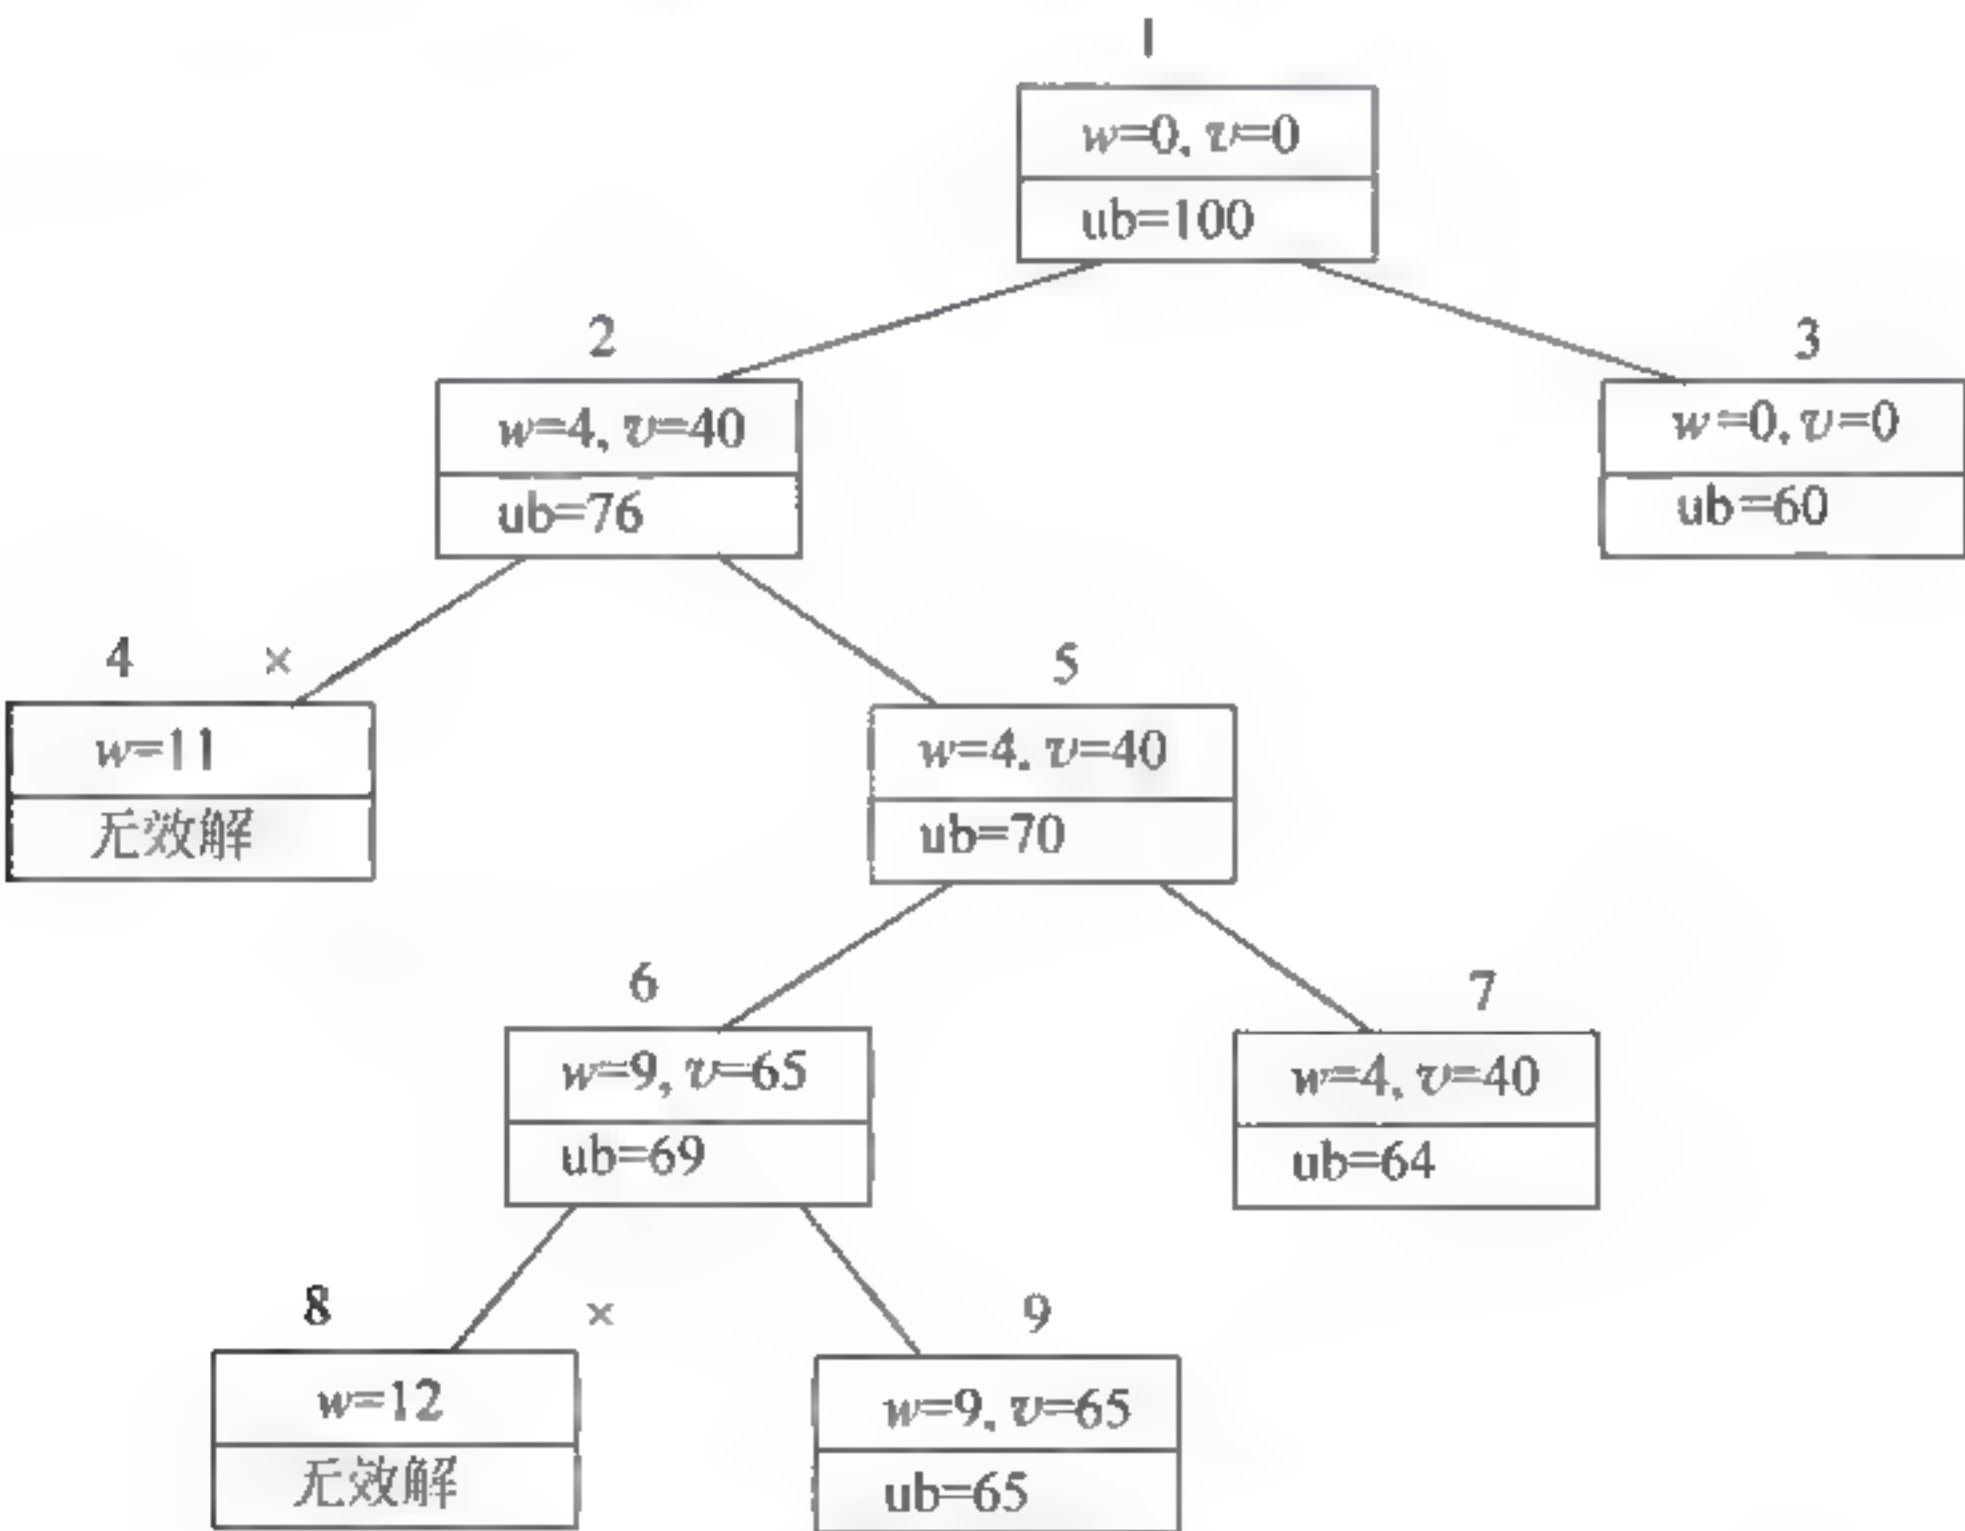 1
w=0, v=0
ub=100
2
3
w=4, v=40
w=0, v=0
ub=76
ub=60
4 ×
5
w=11
w=4, v=40
无效解
ub=70
6
7
w=9, v=65
w=4, v=40
ub=69
ub=64
8 ×
9
w=12
w=9, v=65
无效解
ub=65